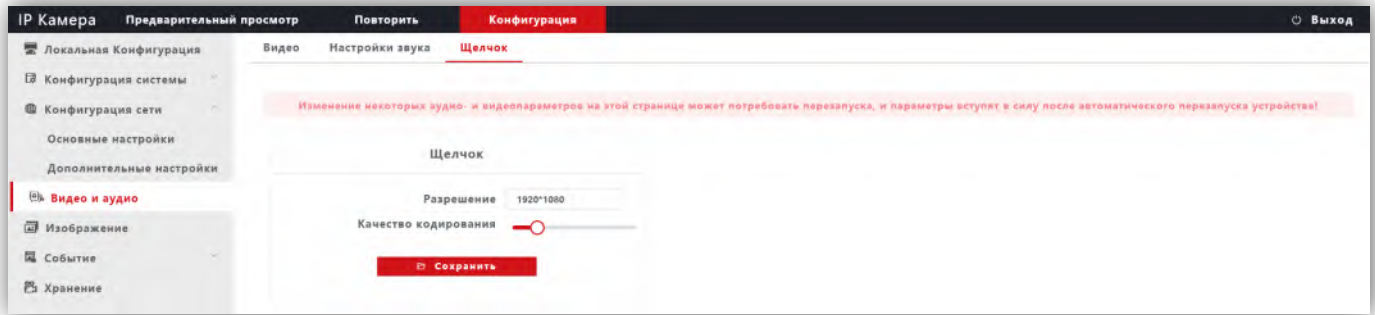 IP Камера Предварительный просмотр Повторить Конфигурация Выход
Локальная Конфигурация
Конфигурация системы
Конфигурация сети
Основные настройки
Дополнительные настройки
Видео и аудио
Изображение
Событие
Хранение
Видео Настройки звука Щелчок
Изменение некоторых аудио- и видеопараметров на этой странице может потребовать перезапуска, и параметры вступят в силу после автоматического перезапуска устройства!
Щелчок
Разрешение 1920*1080
Качество кодирования
Сохранить